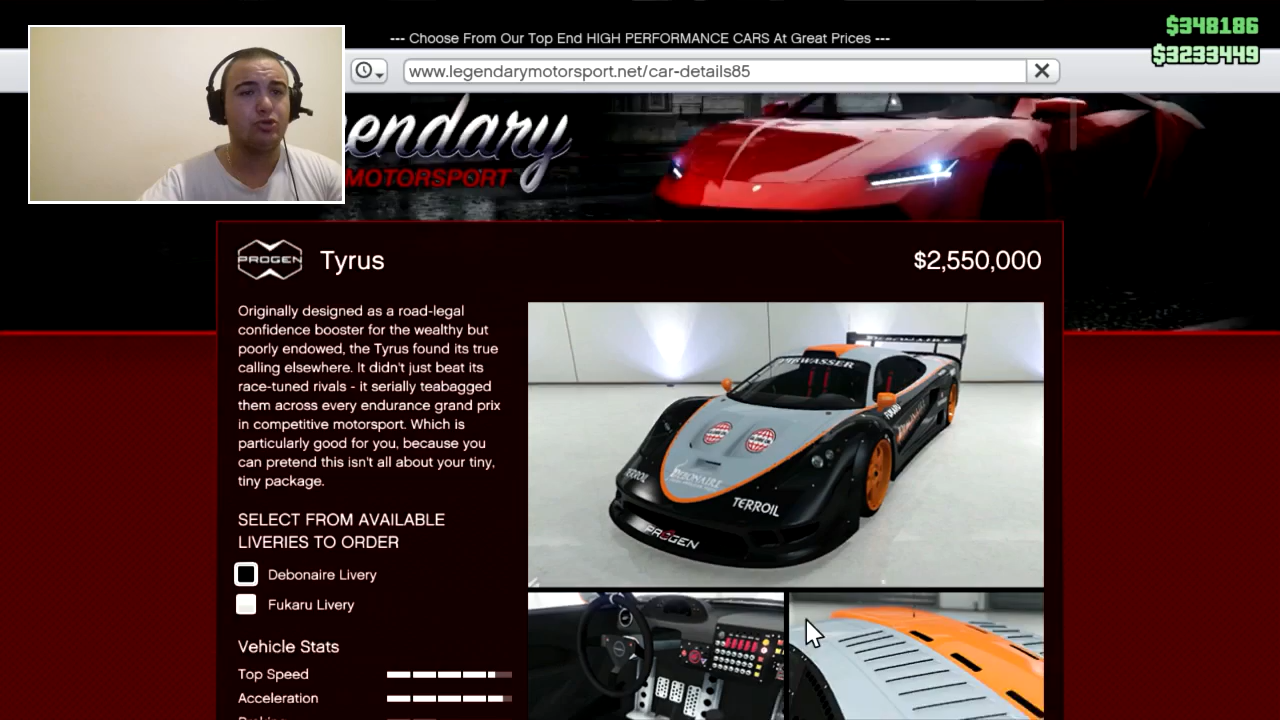 $348186
--- Choose From Our Top End HIGH PERFORMANCE CARS At Great Prices ---
$3233449
www.legendarymotorsport.net/car-details85
endary
MOTORSPORT
PROGEN
Tyrus
$2,550,000
Originally designed as a road-legal
confidence booster for the wealthy but
poorly endowed, the Tyrus found its true
calling elsewhere. It didn't just beat its
race-tuned rivals - it serially teabagged
them across every endurance grand prix
in competitive motorsport. Which is
particularly good for you, because you
can pretend this isn't all about your tiny,
tiny package.
SELECT FROM AVAILABLE
LIVERIES TO ORDER
Debonaire Livery
Fukaru Livery
Vehicle Stats
Top Speed
Acceleration
FUKARU
DEBONAIRE
TERROIL
TERROIL
PROGEN